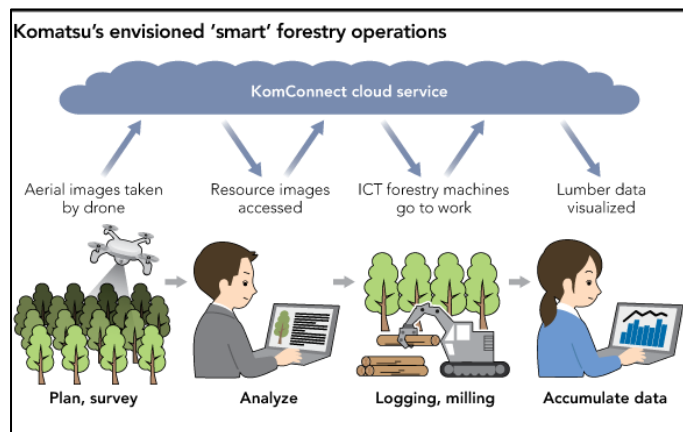 Komatsu's envisioned 'smart' forestry operations
KomConnect cloud service
Aerial images taken
by drone
Resource images
accessed
ICT forestry machines
go to work
Lumber data
visualized
Plan, survey
Analyze
Logging, milling
Accumulate data